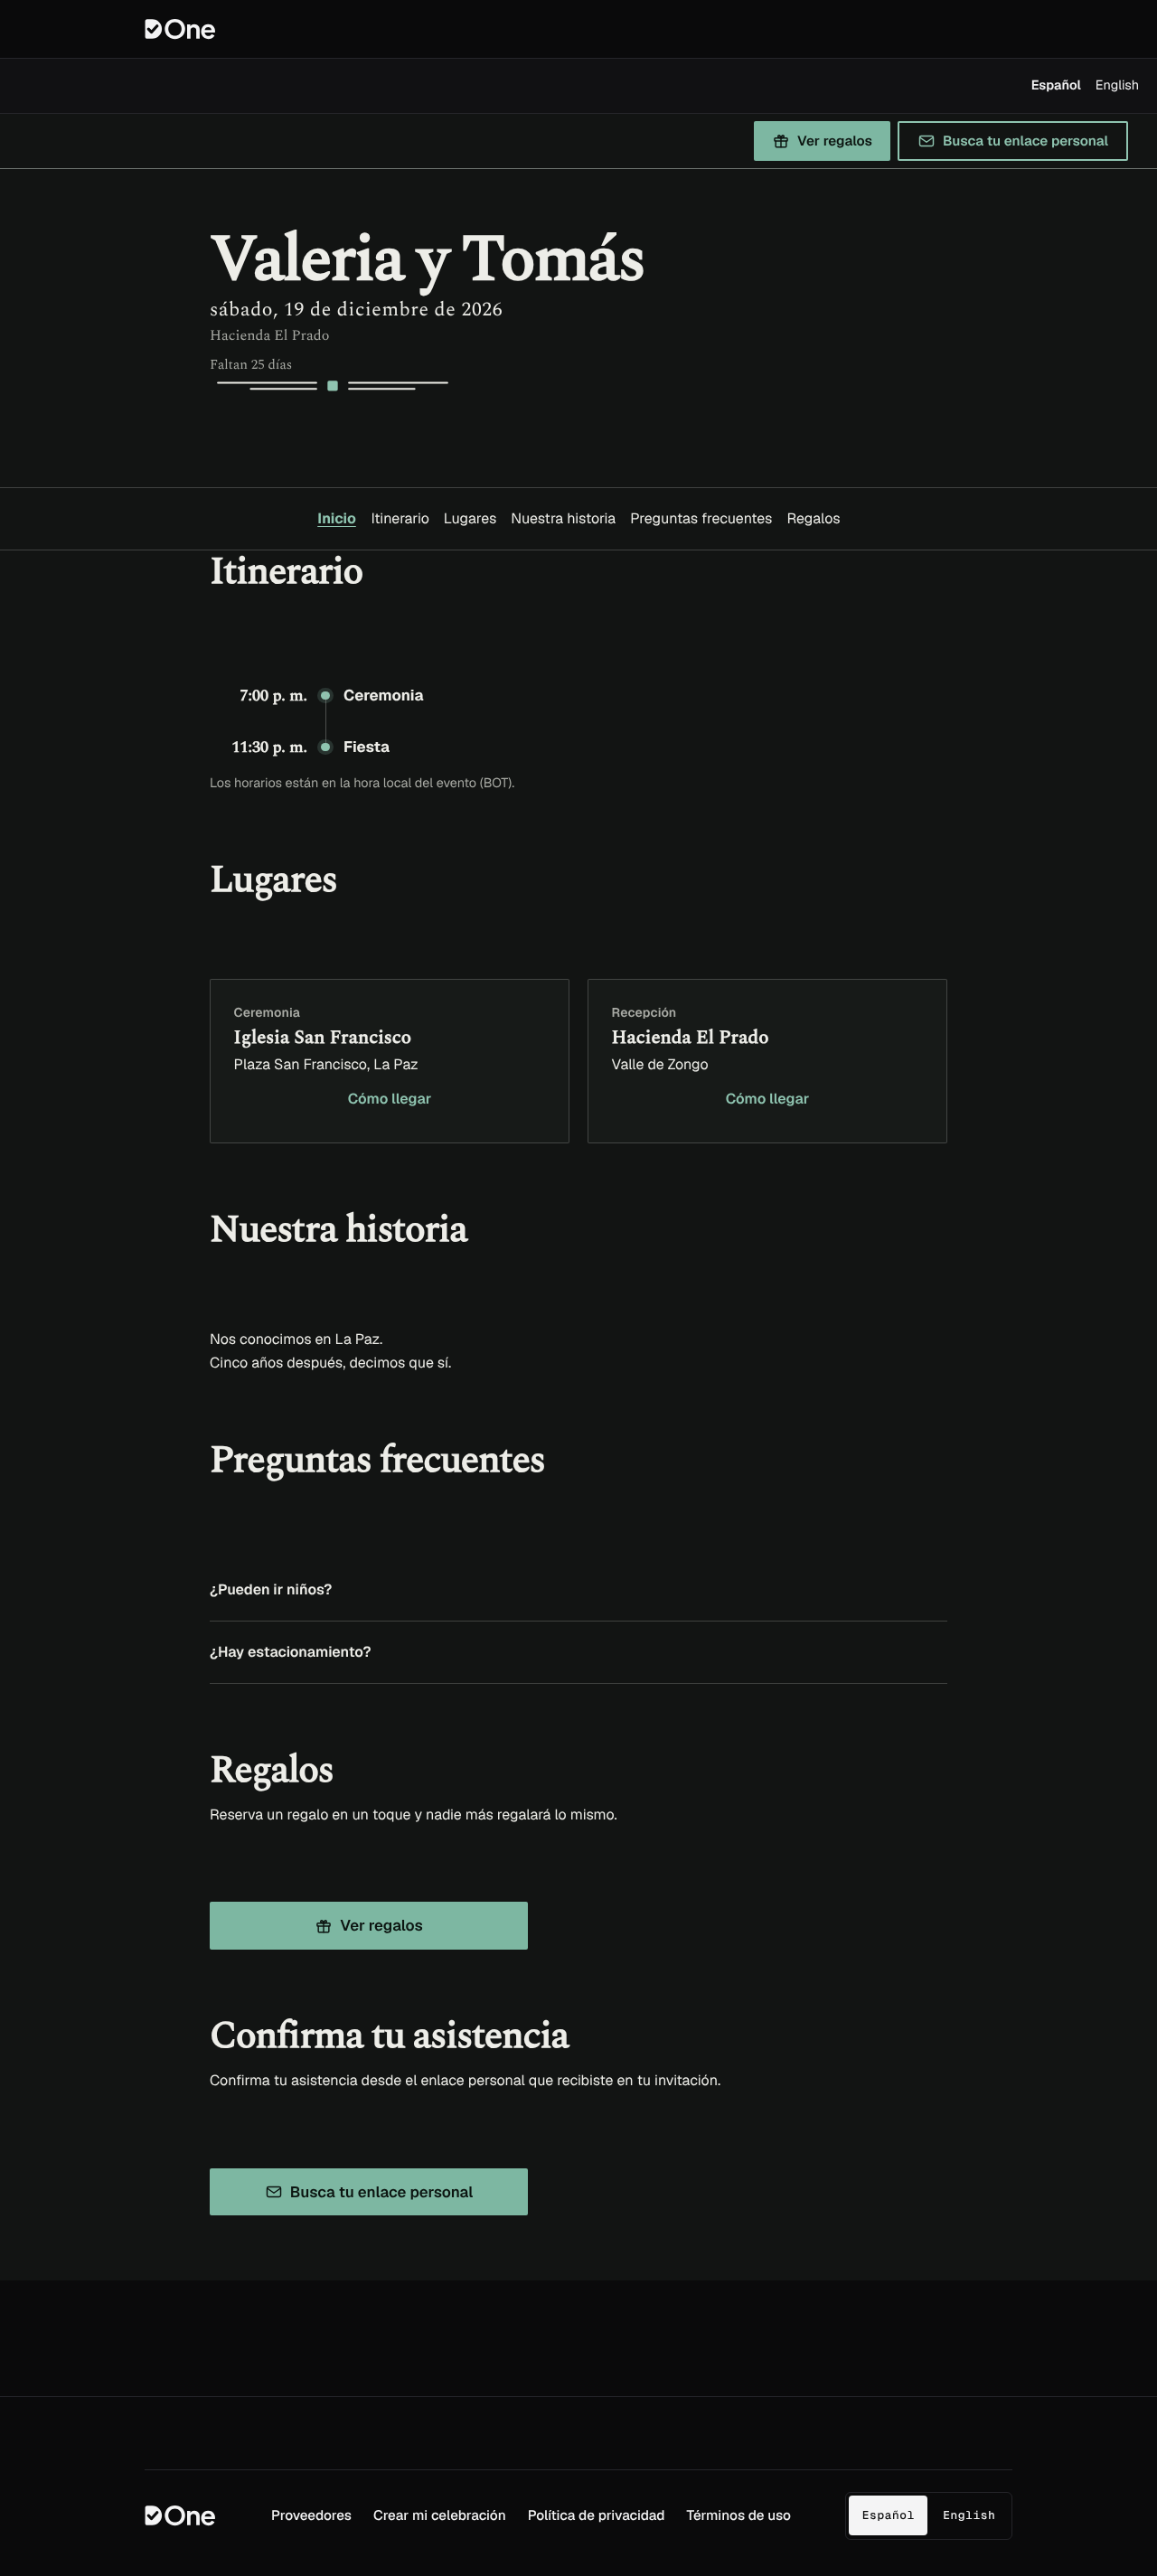 DOne
Español English
Ver regalos Busca tu enlace personal
Valeria y Tomás
sábado, 19 de diciembre de 2026
Hacienda El Prado
Faltan 25 días
Inicio Itinerario Lugares Nuestra historia Preguntas frecuentes Regalos
Itinerario
7:00 p. m. Ceremonia
11:30 p. m. Fiesta
Los horarios están en la hora local del evento (BOT).
Lugares
Ceremonia
Iglesia San Francisco
Plaza San Francisco, La Paz
Cómo llegar
Recepción
Hacienda El Prado
Valle de Zongo
Cómo llegar
Nuestra historia
Nos conocimos en La Paz.
Cinco años después, decimos que sí.
Preguntas frecuentes
¿Pueden ir niños?
¿Hay estacionamiento?
Regalos
Reserva un regalo en un toque y nadie más regalará lo mismo.
Ver regalos
Confirma tu asistencia
Confirma tu asistencia desde el enlace personal que recibiste en tu invitación.
Busca tu enlace personal
DOne Proveedores Crear mi celebración Política de privacidad Términos de uso Español English